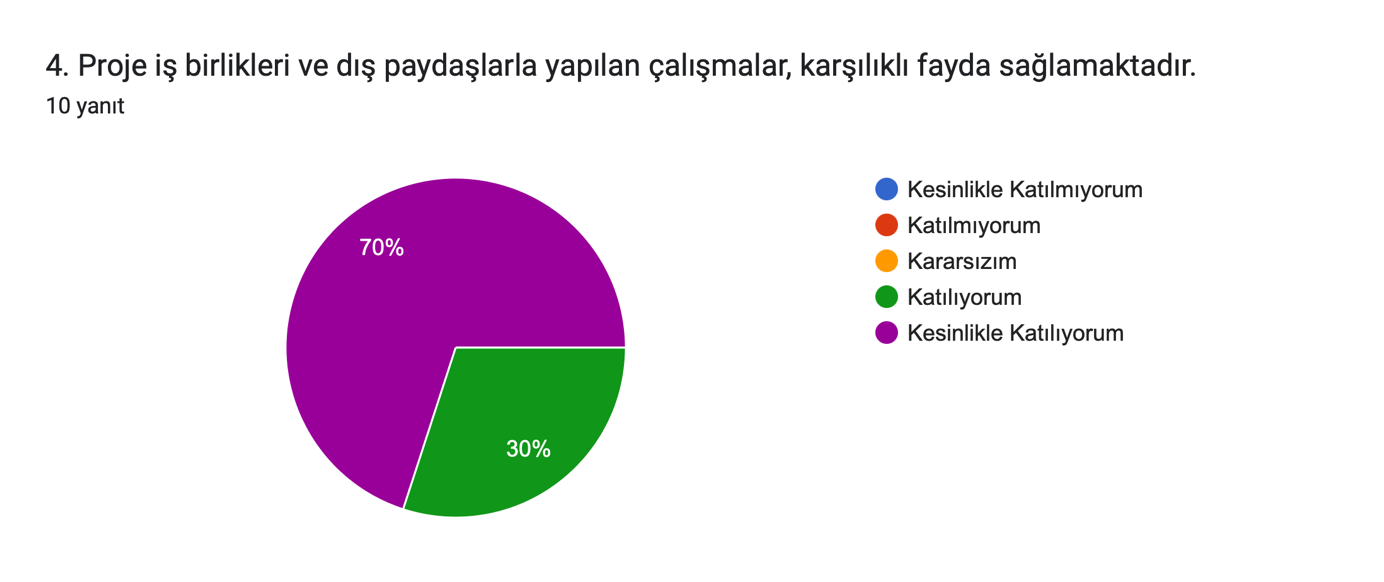 4. Proje iş birlikleri ve dış paydaşlarla yapılan çalışmalar, karşılıklı fayda sağlamaktadır.
10 yanıt
70%
30%
Kesinlikle Katılmıyorum
Katılmıyorum
Kararsızım
Katılıyorum
Kesinlikle Katılıyorum